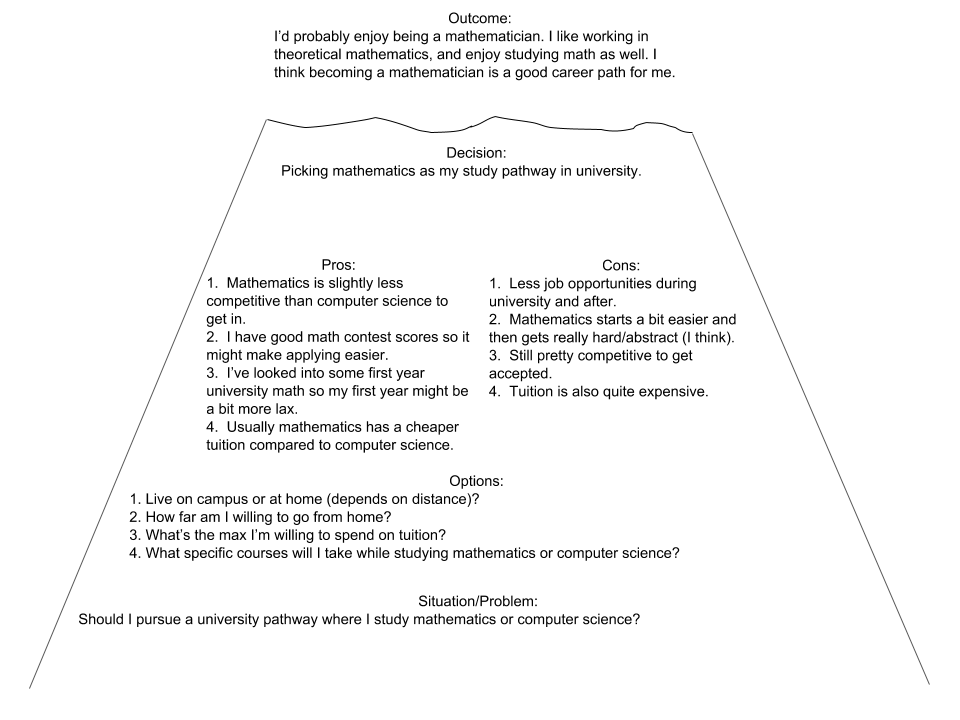 Outcome:
I'd probably enjoy being a mathematician. I like working in
theoretical mathematics, and enjoy studying math as well. I
think becoming a mathematician is a good career path for me.
Decision:
Picking mathematics as my study pathway in university.
Pros:
1. Mathematics is slightly less
competitive than computer science to
get in.
2. I have good math contest scores so it
might make applying easier.
3. I've looked into some first year
university math so my first year might be
a bit more lax.
4. Usually mathematics has a cheaper
tuition compared to computer science.
Cons:
1. Less job opportunities during
university and after.
2. Mathematics starts a bit easier and
then gets really hard/abstract (I think).
3. Still pretty competitive to get
accepted.
4. Tuition is also quite expensive.
Options:
1. Live on campus or at home (depends on distance)?
2. How far am I willing to go from home?
3. What's the max I'm willing to spend on tuition?
4. What specific courses will I take while studying mathematics or computer science?
Situation/Problem:
Should I pursue a university pathway where I study mathematics or computer science?